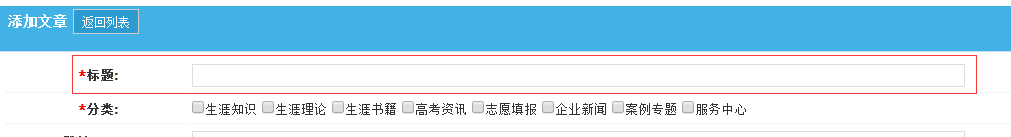 添加文章 返回列表
*标题:
*分类: 生涯知识 生涯理论 生涯书籍 高考资讯 志愿填报 企业新闻 案例专题 服务中心